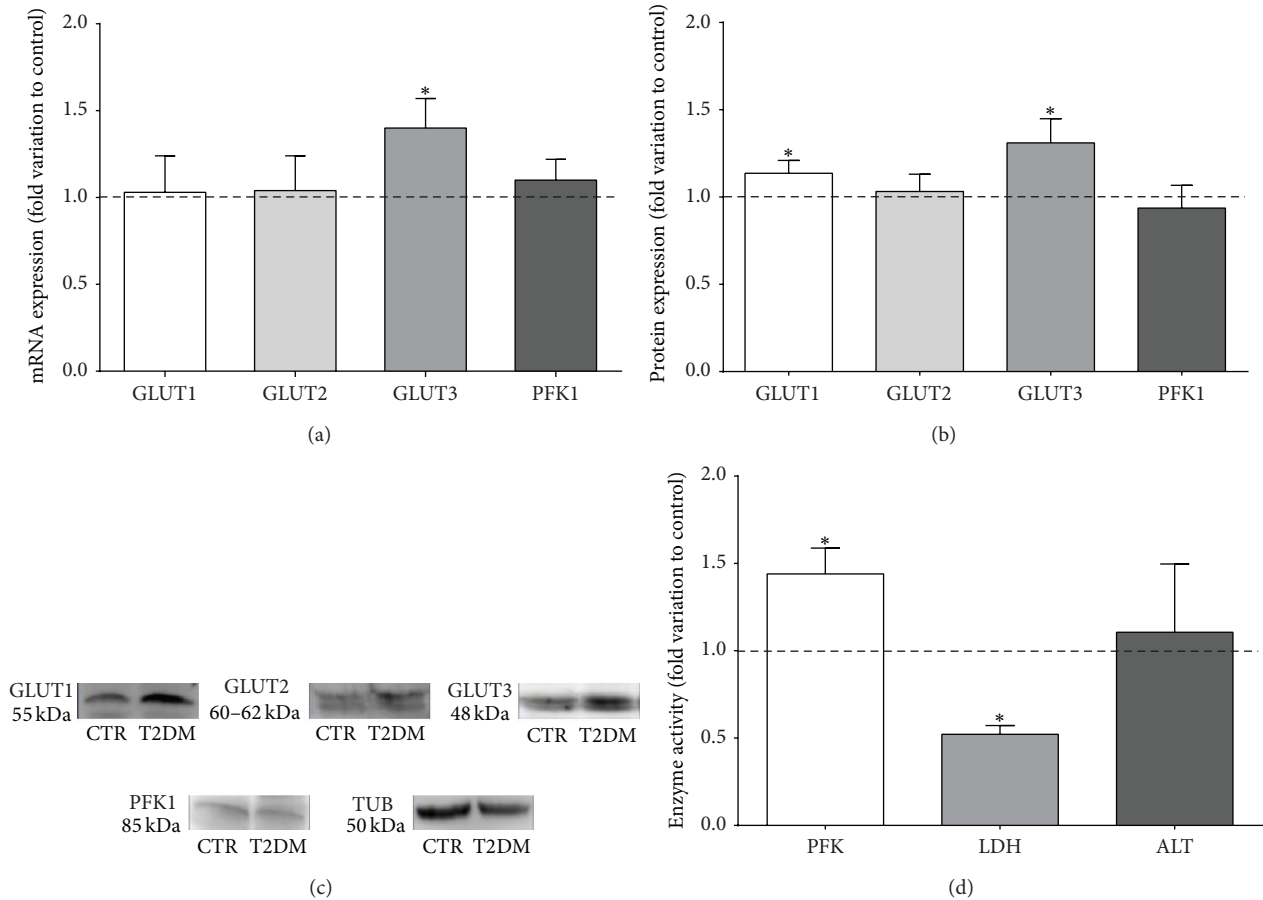 mRNA expression (fold variation to control)
2.0
1.5
1.0
0.5
0.0
*
GLUT1 GLUT2 GLUT3 PFK1
(a)
Protein expression (fold variation to control)
2.0
1.5
1.0
0.5
0.0
* *
GLUT1 GLUT2 GLUT3 PFK1
(b)
GLUT1
55 kDa
CTR T2DM
GLUT2
60–62 kDa
CTR T2DM
GLUT3
48 kDa
CTR T2DM
PFK1
85 kDa
CTR T2DM
TUB
50 kDa
CTR T2DM
(c)
Enzyme activity (fold variation to control)
2.0
1.5
1.0
0.5
0.0
* *
PFK LDH ALT
(d)